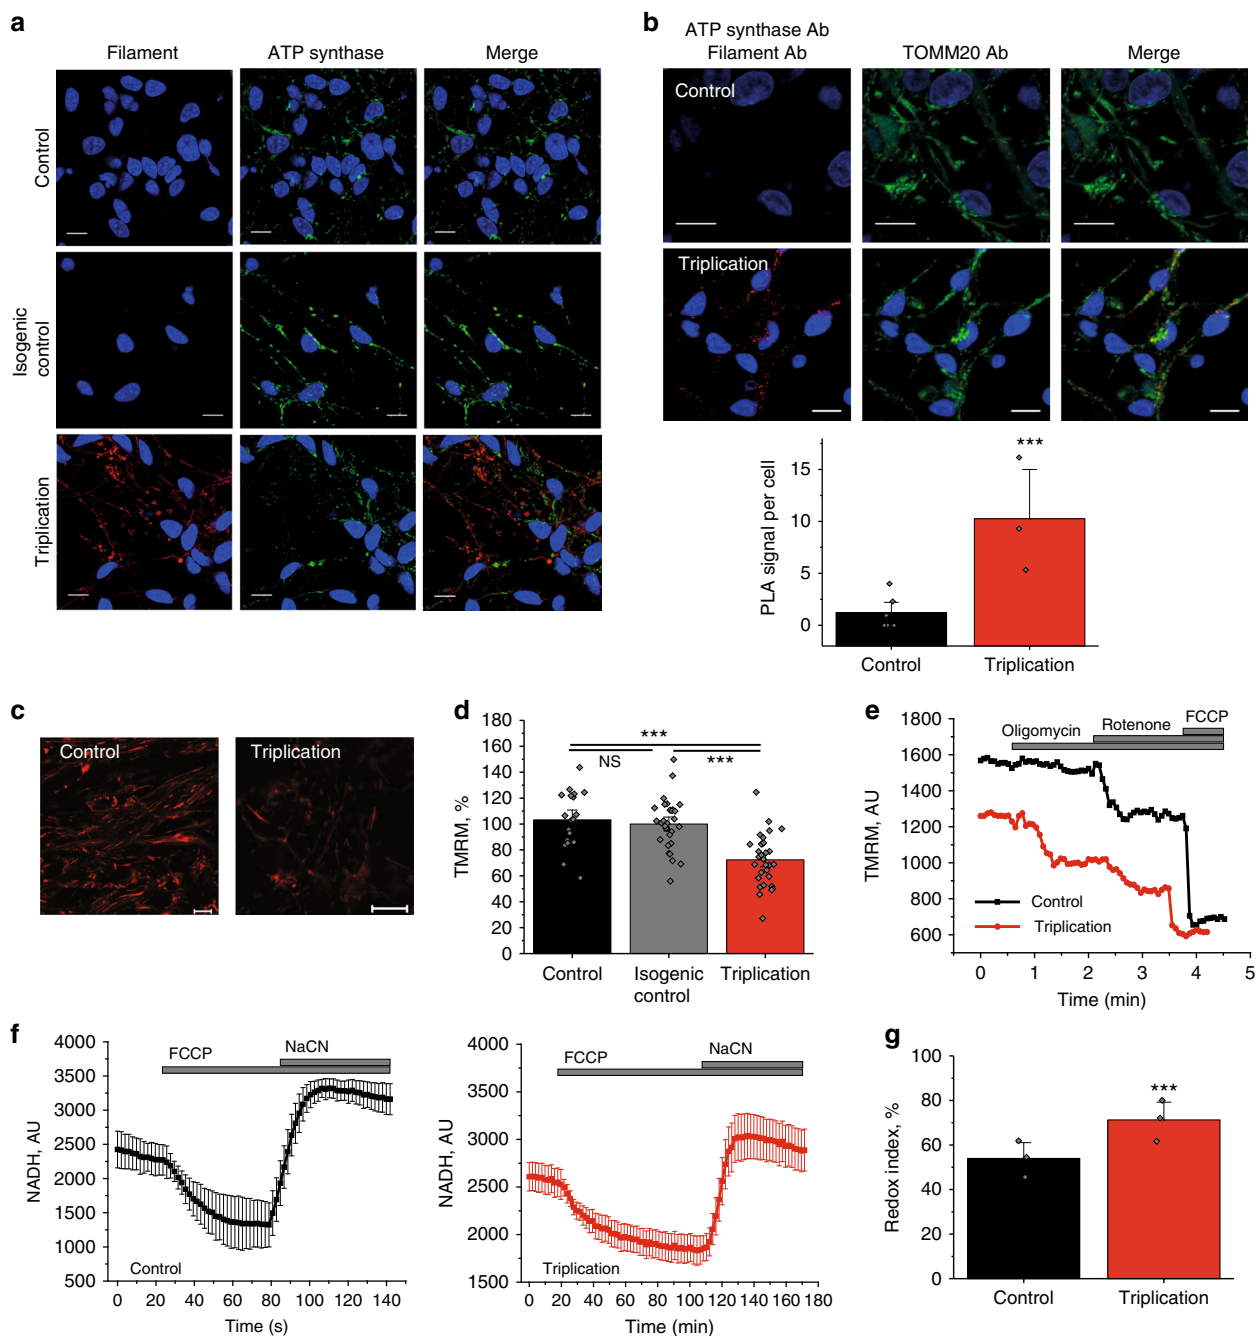 a
Filament
ATP synthase
Merge
Control
Isogenic
control
Triplication
b
ATP synthase Ab
Filament Ab
TOMM20 Ab
Merge
Control
Triplication
***
PLA signal per cell
15
10
5
0
Control
Triplication
c
Control
Triplication
d
TMRM, %
180
160
140
120
100
80
60
40
20
0
***
NS
***
Control
Isogenic
control
Triplication
e
TMRM, AU
1800
1600
1400
1200
1000
800
600
Oligomycin
Rotenone
FCCP
Control
Triplication
0 1 2 3 4 5
Time (min)
f
NADH, AU
4000
3500
3000
2500
2000
1500
1000
500
FCCP
NaCN
Control
0 20 40 60 80 100 120 140
Time (s)
NADH, AU
4000
3500
3000
2500
2000
1500
FCCP
NaCN
Triplication
0 20 40 60 80 100 120 140 160 180
Time (min)
g
Redox index, %
100
80
60
40
20
0
***
Control
Triplication